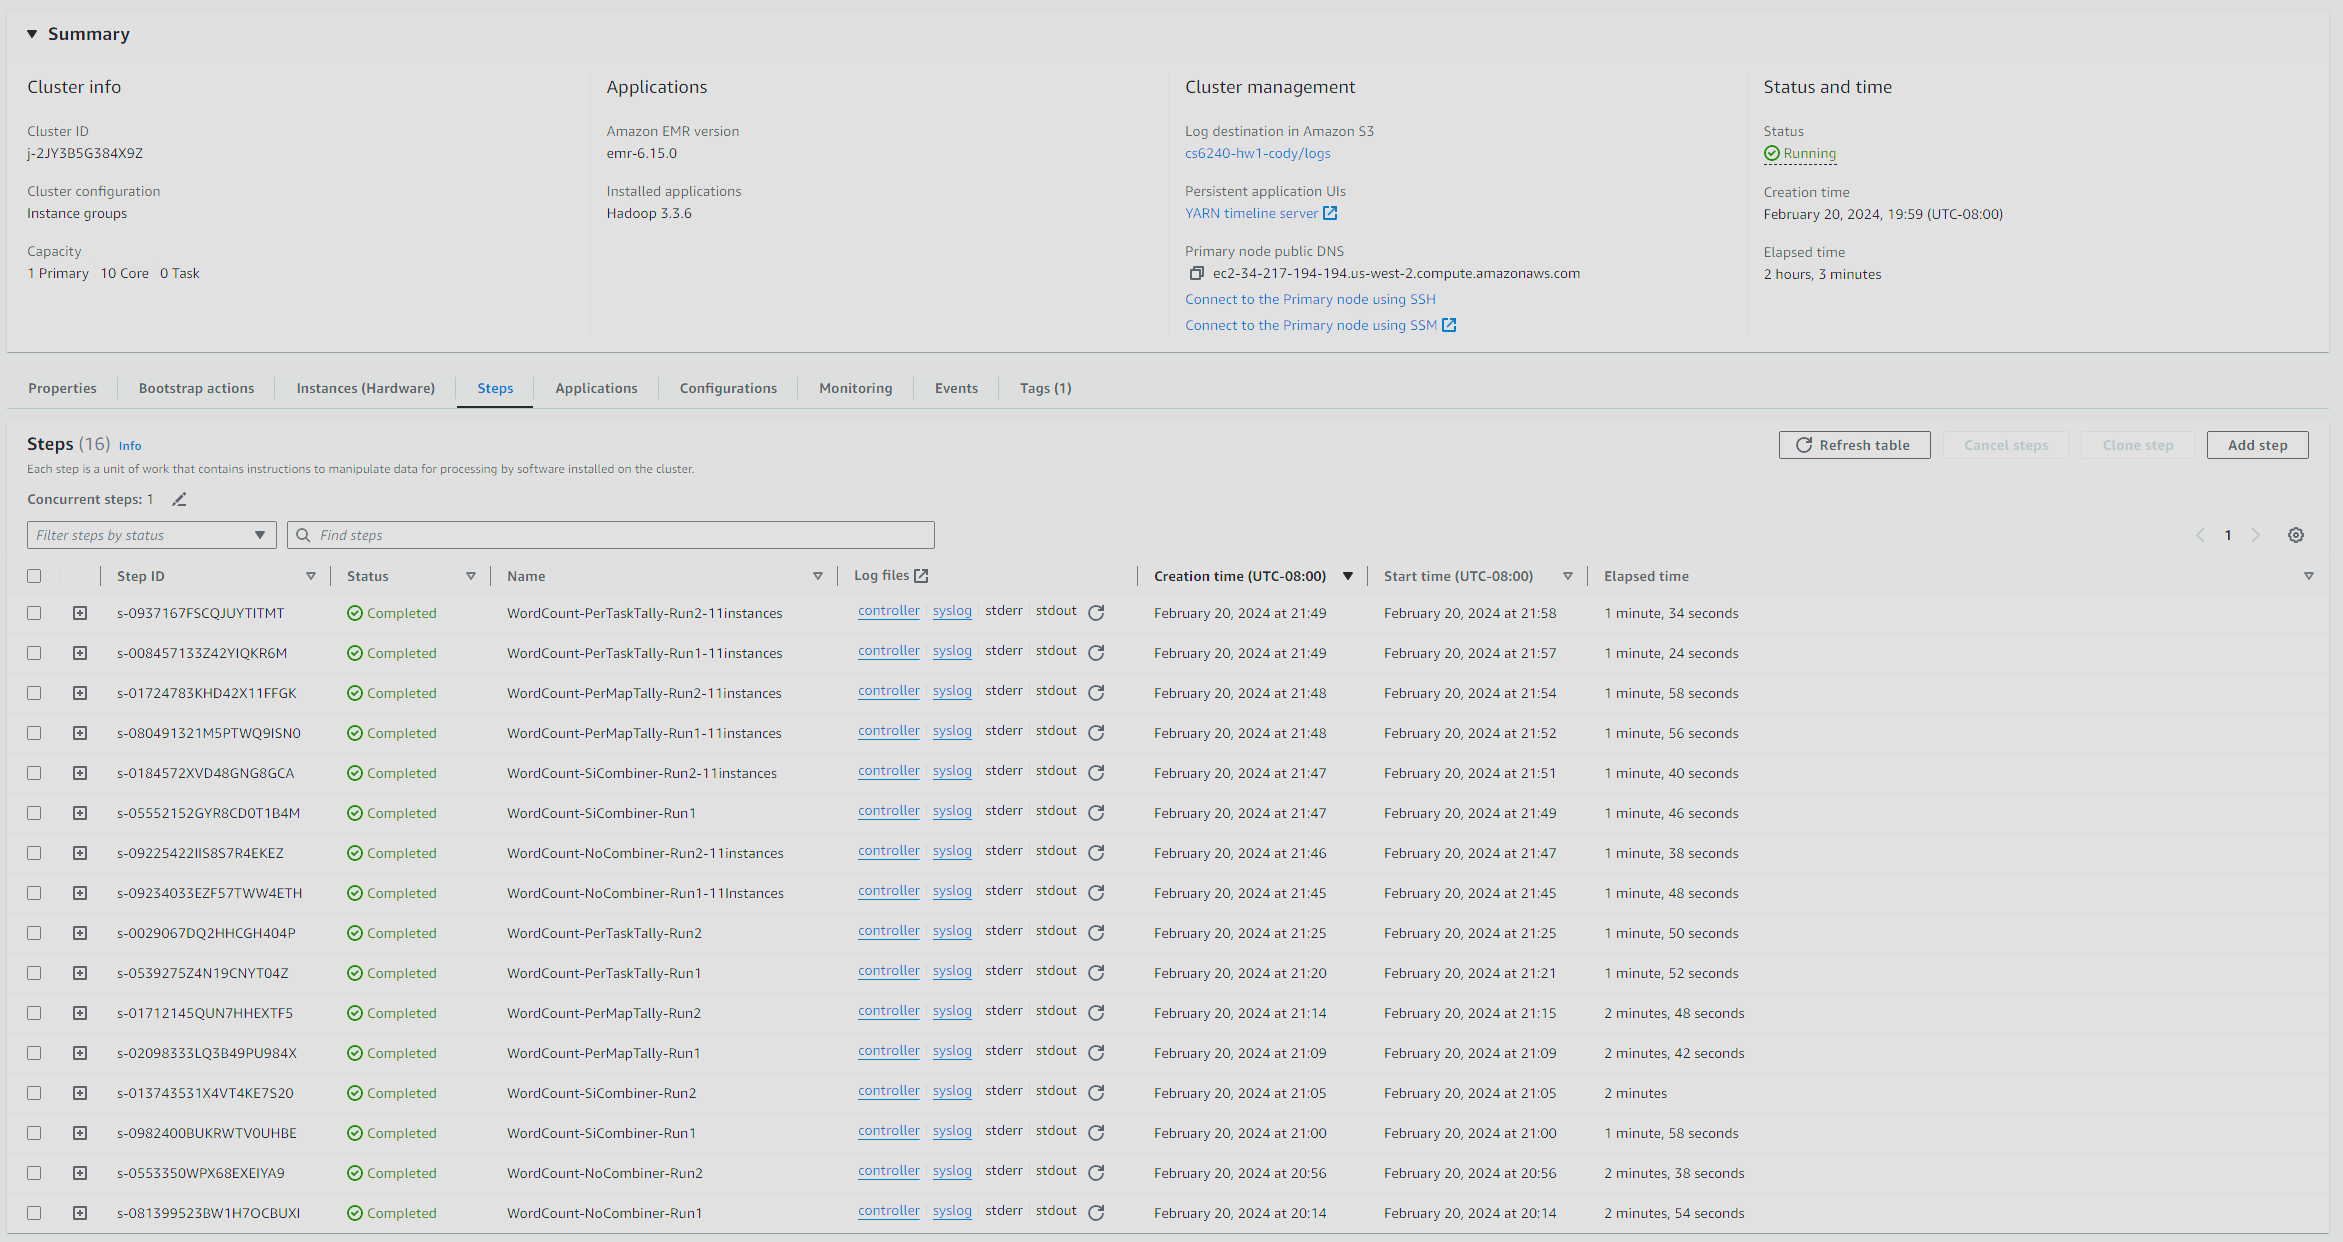 Summary
Cluster info
Cluster ID
j-2JY3B5G384X9Z
Cluster configuration
Instance groups
Capacity
1 Primary 10 Core 0 Task
Applications
Amazon EMR version
emr-6.15.0
Installed applications
Hadoop 3.3.6
Cluster management
Log destination in Amazon S3
cs6240-hw1-cody/logs
Persistent application UIs
YARN timeline server
Primary node public DNS
ec2-34-217-194-194.us-west-2.compute.amazonaws.com
Connect to the Primary node using SSH
Connect to the Primary node using SSM
Status and time
Status
Running
Creation time
February 20, 2024, 19:59 (UTC-08:00)
Elapsed time
2 hours, 3 minutes
Properties Bootstrap actions Instances (Hardware) Steps Applications Configurations Monitoring Events Tags (1)
Steps (16) Info
Refresh table Cancel steps Clone step Add step
Each step is a unit of work that contains instructions to manipulate data for processing by software installed on the cluster.
Concurrent steps: 1
Filter steps by status Find steps 1
Step ID Status Name Log files Creation time (UTC-08:00) Start time (UTC-08:00) Elapsed time
s-0937167FSCQJUYTITMT Completed WordCount-PerTaskTally-Run2-11instances controller syslog stderr stdout February 20, 2024 at 21:49 February 20, 2024 at 21:58 1 minute, 34 seconds
s-008457133Z42YIQKR6M Completed WordCount-PerTaskTally-Run1-11instances controller syslog stderr stdout February 20, 2024 at 21:49 February 20, 2024 at 21:57 1 minute, 24 seconds
s-01724783KHD42X11FFGK Completed WordCount-PerMapTally-Run2-11instances controller syslog stderr stdout February 20, 2024 at 21:48 February 20, 2024 at 21:54 1 minute, 58 seconds
s-080491321M5PTWQ9ISN0 Completed WordCount-PerMapTally-Run1-11instances controller syslog stderr stdout February 20, 2024 at 21:48 February 20, 2024 at 21:52 1 minute, 56 seconds
s-0184572XVD48GNG8GCA Completed WordCount-SiCombiner-Run2-11instances controller syslog stderr stdout February 20, 2024 at 21:47 February 20, 2024 at 21:51 1 minute, 40 seconds
s-05552152GYR8CD0T1B4M Completed WordCount-SiCombiner-Run1 controller syslog stderr stdout February 20, 2024 at 21:47 February 20, 2024 at 21:49 1 minute, 46 seconds
s-09225422IIS8S7R4EKEZ Completed WordCount-NoCombiner-Run2-11instances controller syslog stderr stdout February 20, 2024 at 21:46 February 20, 2024 at 21:47 1 minute, 38 seconds
s-09234033EZF57TWW4ETH Completed WordCount-NoCombiner-Run1-11Instances controller syslog stderr stdout February 20, 2024 at 21:45 February 20, 2024 at 21:45 1 minute, 48 seconds
s-0029067DQ2HHCGH404P Completed WordCount-PerTaskTally-Run2 controller syslog stderr stdout February 20, 2024 at 21:25 February 20, 2024 at 21:25 1 minute, 50 seconds
s-0539275Z4N19CNYT04Z Completed WordCount-PerTaskTally-Run1 controller syslog stderr stdout February 20, 2024 at 21:20 February 20, 2024 at 21:21 1 minute, 52 seconds
s-01712145QUN7HHEXTF5 Completed WordCount-PerMapTally-Run2 controller syslog stderr stdout February 20, 2024 at 21:14 February 20, 2024 at 21:15 2 minutes, 48 seconds
s-02098333LQ3B49PU984X Completed WordCount-PerMapTally-Run1 controller syslog stderr stdout February 20, 2024 at 21:09 February 20, 2024 at 21:09 2 minutes, 42 seconds
s-013743531X4VT4KE7S20 Completed WordCount-SiCombiner-Run2 controller syslog stderr stdout February 20, 2024 at 21:05 February 20, 2024 at 21:05 2 minutes
s-0982400BUKRWTV0UHBE Completed WordCount-SiCombiner-Run1 controller syslog stderr stdout February 20, 2024 at 21:00 February 20, 2024 at 21:00 1 minute, 58 seconds
s-0553350WPX68EXEIYA9 Completed WordCount-NoCombiner-Run2 controller syslog stderr stdout February 20, 2024 at 20:56 February 20, 2024 at 20:56 2 minutes, 38 seconds
s-081399523BW1H7OCBUXI Completed WordCount-NoCombiner-Run1 controller syslog stderr stdout February 20, 2024 at 20:14 February 20, 2024 at 20:14 2 minutes, 54 seconds